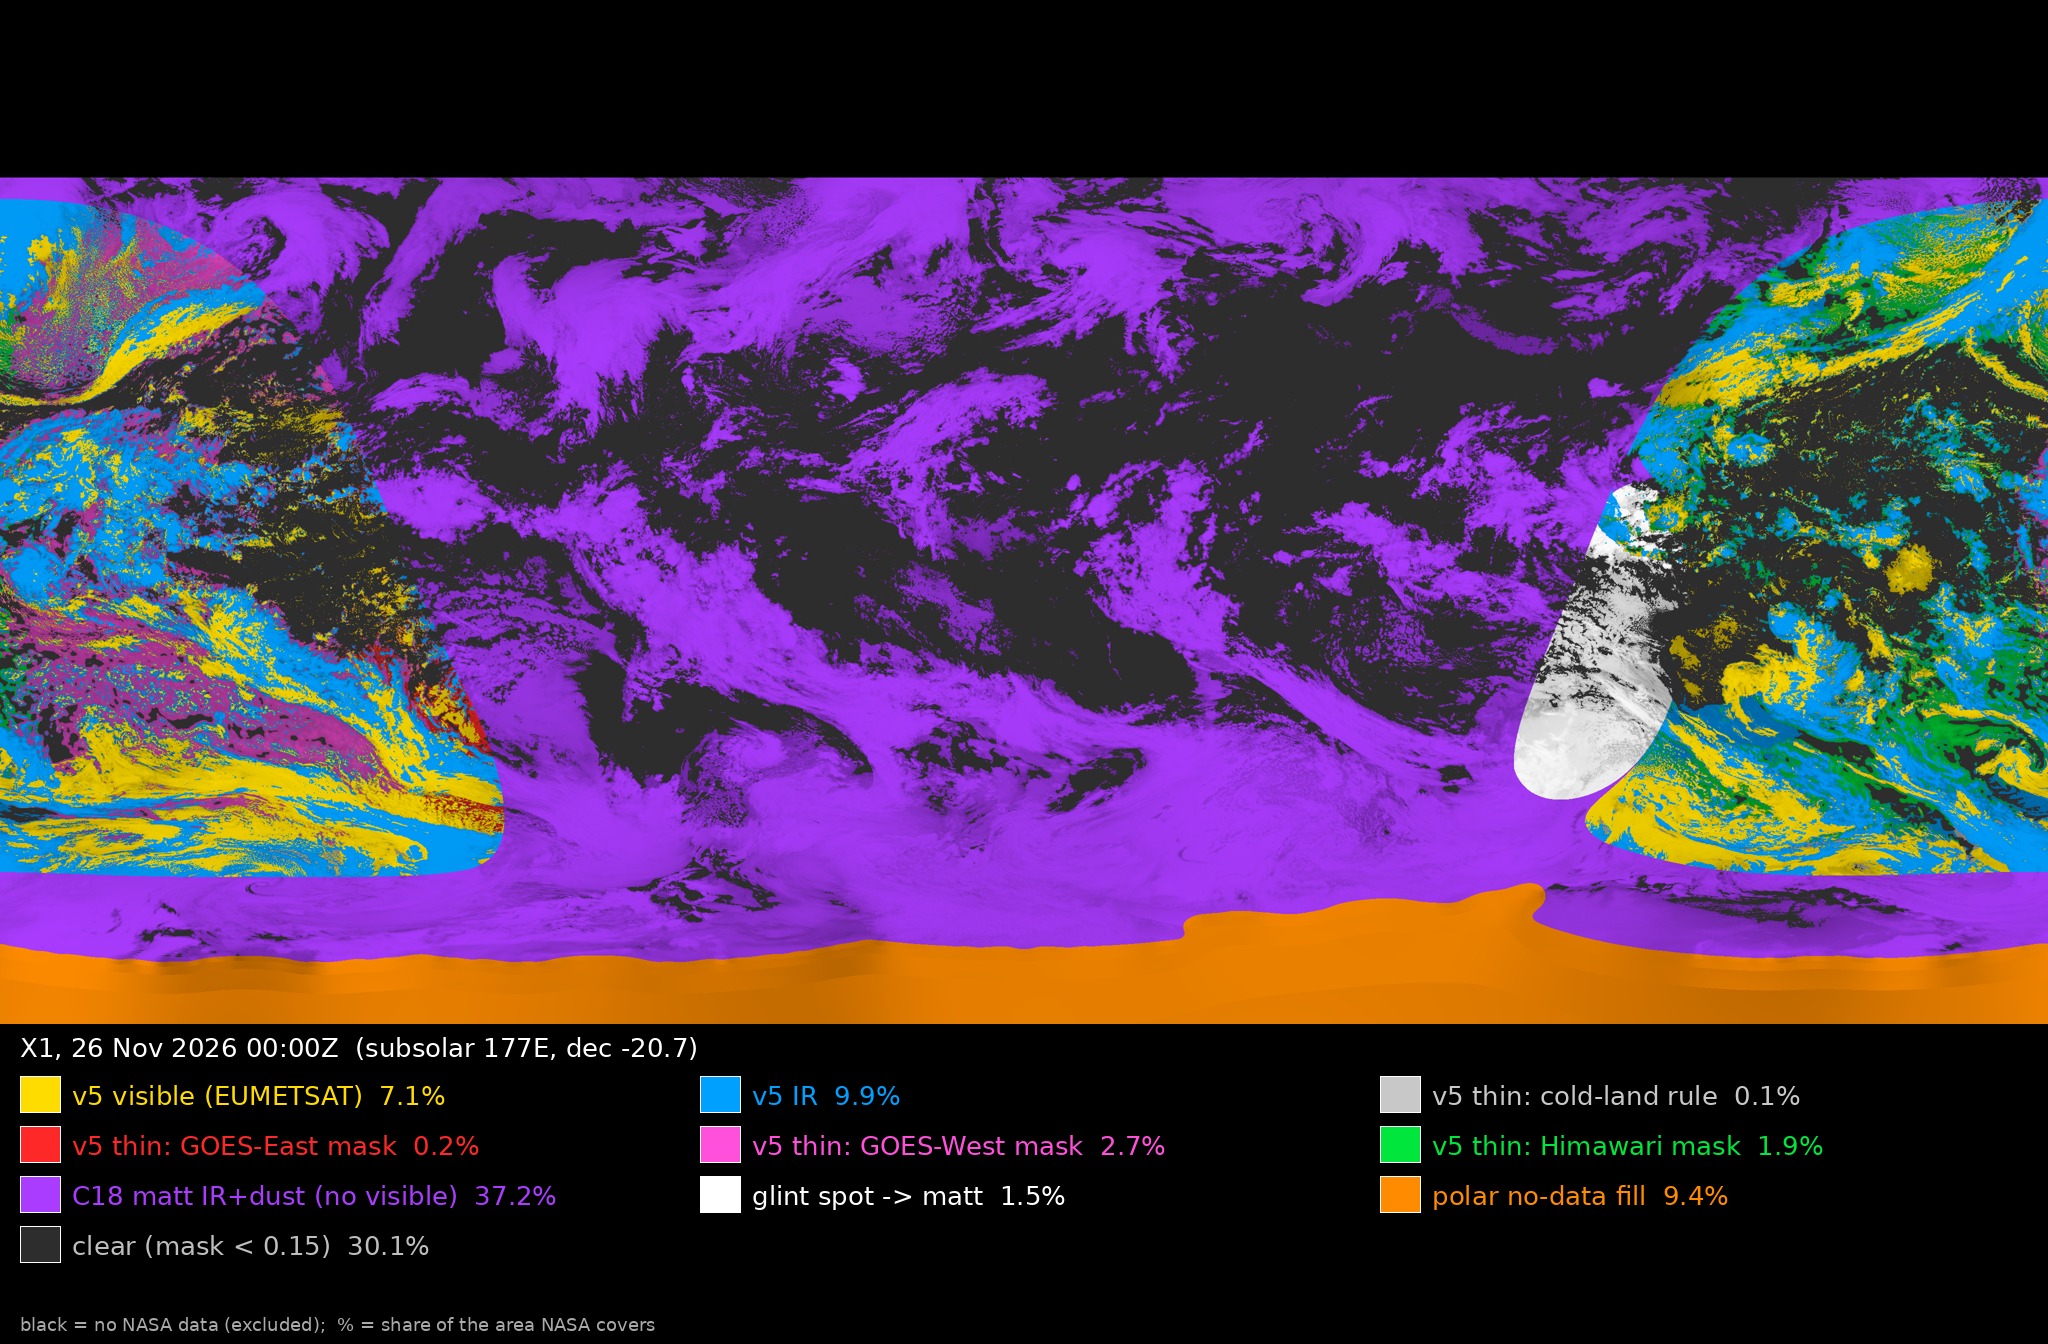 X1, 26 Nov 2026 00:00Z  (subsolar 177E, dec -20.7)
v5 visible (EUMETSAT)  7.1%
v5 IR  9.9%
v5 thin: cold-land rule  0.1%
v5 thin: GOES-East mask  0.2%
v5 thin: GOES-West mask  2.7%
v5 thin: Himawari mask  1.9%
C18 matt IR+dust (no visible)  37.2%
glint spot -> matt  1.5%
polar no-data fill  9.4%
clear (mask < 0.15)  30.1%
black = no NASA data (excluded);  % = share of the area NASA covers